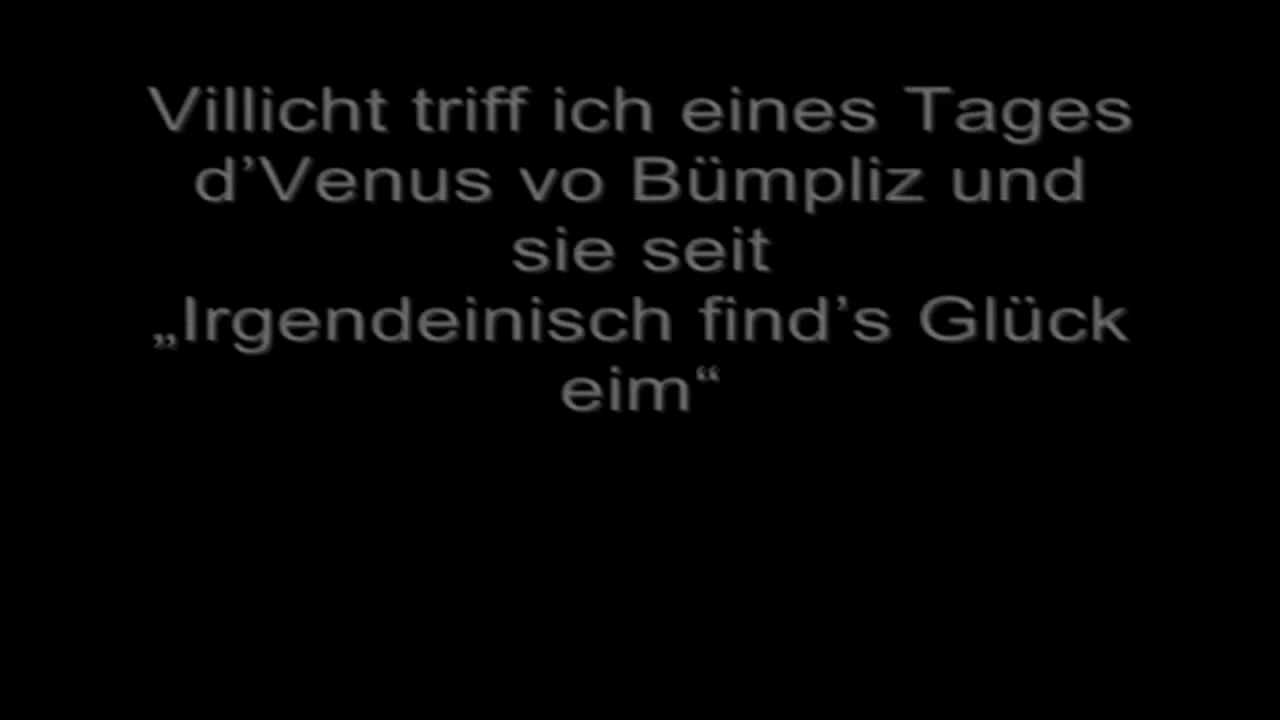 Villicht triff ich eines Tages
d’Venus vo Bümpliz und
sie seit
„Irgendeinisch find’s Glück
eim“